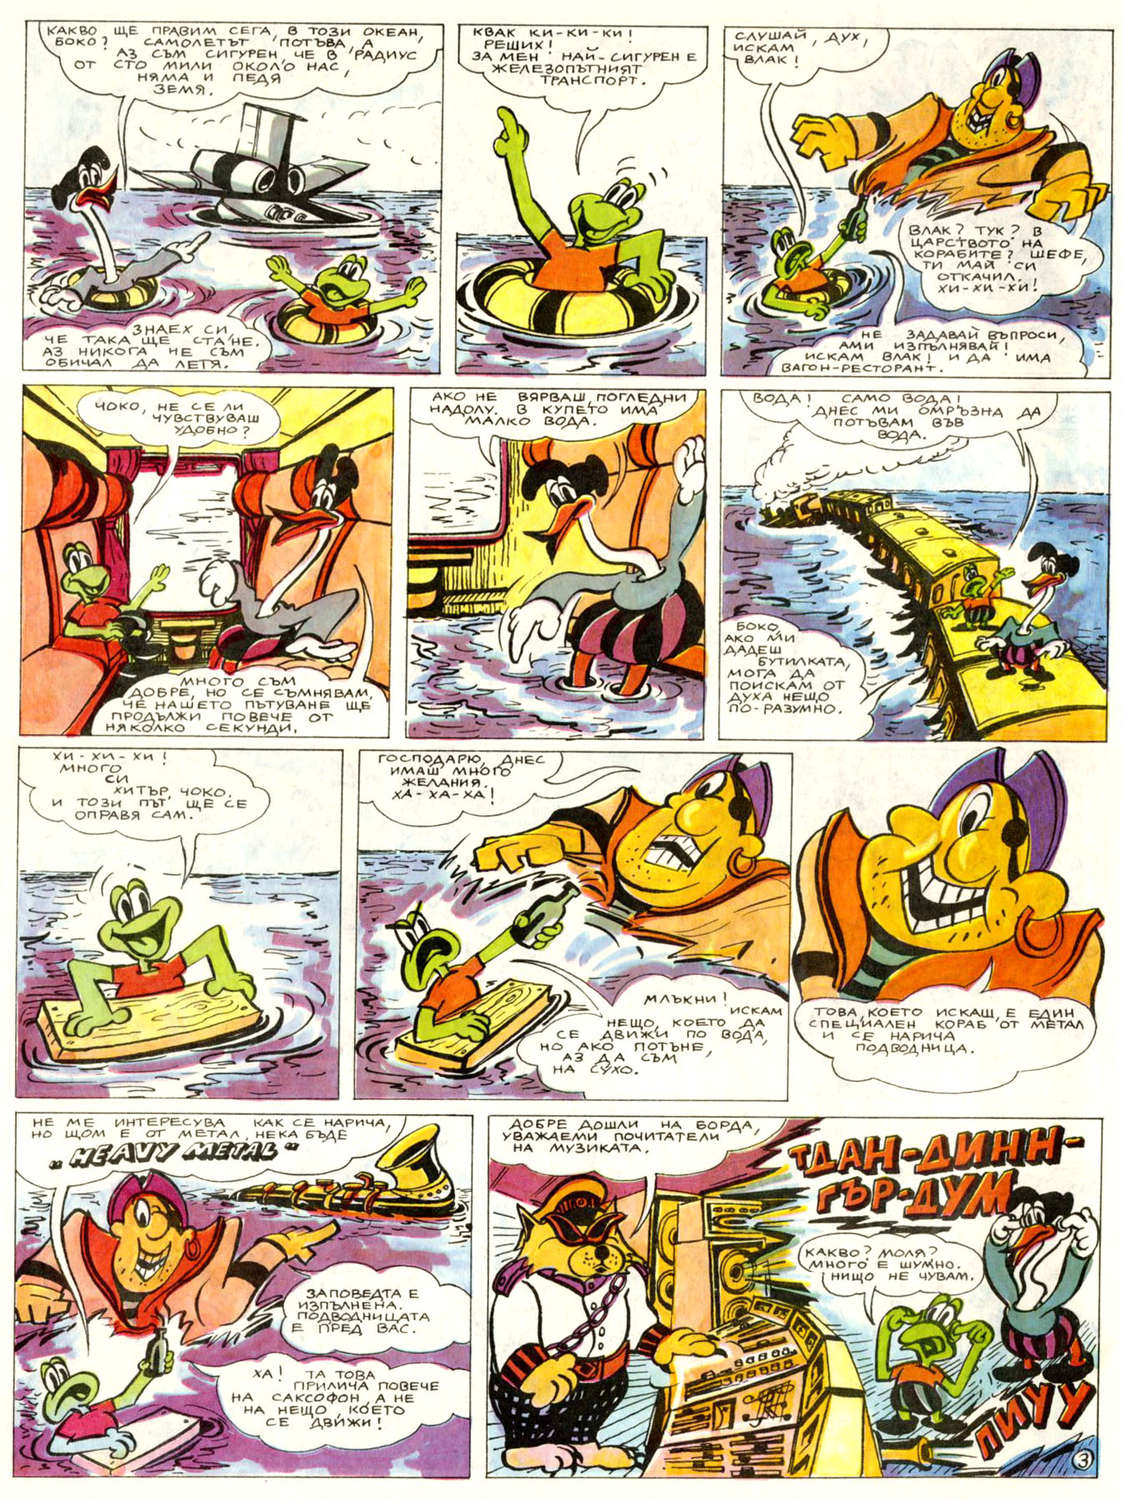 КАКВО ЩЕ ПРАВИМ СЕГА, В ТОЗИ ОКЕАН,
БОКО? САМОЛЕТЪТ ПОТЪВА, А
АЗ СЪМ СИГУРЕН, ЧЕ В РАДИУС
ОТ СТО МИЛИ ОКОЛО НАС,
НЯМА И ПЕДЯ
ЗЕМЯ.
ЗНАЕХ СИ,
ЧЕ ТАКА ЩЕ СТАНЕ.
АЗ НИКОГА НЕ СЪМ
ОБИЧАЛ ДА ЛЕТЯ.
КВАК КИ-КИ-КИ!
РЕШИХ!
ЗА МЕН НАЙ-СИГУРЕН Е
ЖЕЛЕЗОПЪТНИЯТ
ТРАНСПОРТ.
СЛУШАЙ, ДУХ,
ИСКАМ
ВЛАК!
ВЛАК? ТУК? В
ЦАРСТВОТО НА
КОРАБИТЕ? ШЕФЕ,
ТИ МАЙ СИ
ОТКАЧИЛ.
ХИ-ХИ-ХИ!
НЕ ЗАДАВАЙ ВЪПРОСИ,
АМИ ИЗПЪЛНЯВАЙ!
ИСКАМ ВЛАК! И ДА ИМА
ВАГОН-РЕСТОРАНТ.
ЧОКО, НЕ СЕ ЛИ
ЧУВСТВУВАШ
УДОБНО?
МНОГО СЪМ
ДОБРЕ, НО СЕ СЪМНЯВАМ,
ЧЕ НАШЕТО ПЪТУВАНЕ ЩЕ
ПРОДЪЛЖИ ПОВЕЧЕ ОТ
НЯКОЛКО СЕКУНДИ.
АКО НЕ ВЯРВАШ, ПОГЛЕДНИ
НАДОЛУ. В КУПЕТО ИМА
МАЛКО ВОДА.
ВОДА! САМО ВОДА!
ДНЕС МИ ОМРЪЗНА ДА
ПОТЪВАМ ВЪВ
ВОДА.
БОКО,
АКО МИ
ДАДЕШ
БУТИЛКАТА,
МОГА ДА
ПОИСКАМ ОТ
ДУХА НЕЩО
ПО-РАЗУМНО.
ХИ-ХИ-ХИ!
МНОГО
СИ
ХИТЪР, ЧОКО.
И ТОЗИ ПЪТ, ЩЕ СЕ
ОПРАВЯ САМ.
ГОСПОДАРЮ, ДНЕС
ИМАШ МНОГО
ЖЕЛАНИЯ.
ХА-ХА-ХА!
МЛЪКНИ!
ИСКАМ
НЕЩО, КОЕТО ДА
СЕ ДВИЖИ ПО ВОДА,
НО АКО ПОТЪНЕ,
АЗ ДА СЪМ
НА СУХО.
ТОВА, КОЕТО ИСКАШ, Е ЕДИН
СПЕЦИАЛЕН КОРАБ ОТ МЕТАЛ
И СЕ НАРИЧА
ПОДВОДНИЦА.
НЕ МЕ ИНТЕРЕСУВА КАК СЕ НАРИЧА,
НО ЩОМ Е ОТ МЕТАЛ, НЕКА БЪДЕ
„HEAVY METAL“
ЗАПОВЕДТА Е
ИЗПЪЛНЕНА.
ПОДВОДНИЦАТА
Е ПРЕД ВАС.
ХА! ТА ТОВА
ПРИЛИЧА ПОВЕЧЕ
НА САКСОФОН, А НЕ
НА НЕЩО КОЕТО
СЕ ДВИЖИ!
ДОБРЕ ДОШЛИ НА БОРДА,
УВАЖАЕМИ ПОЧИТАТЕЛИ
НА МУЗИКАТА.
ТДАН-ДИНН-
ГЪР-ДУМ
КАКВО? МОЛЯ?
МНОГО Е ШУМНО.
НИЩО НЕ ЧУВАМ.
ПИУУ
3